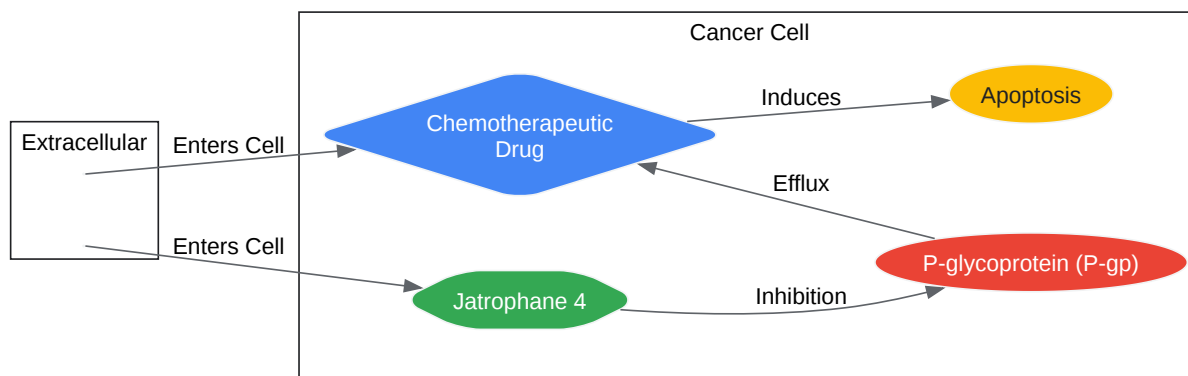 Cancer Cell
Extracellular
Enters Cell
Chemotherapeutic
Drug
Induces
Apoptosis
Efflux
Enters Cell
Jatrophane 4
Inhibition
P-glycoprotein (P-gp)